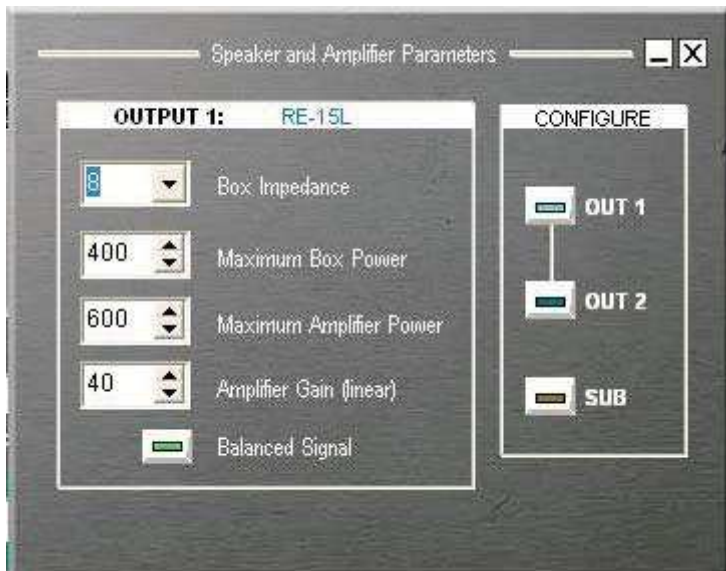 Speaker and Amplifier Parameters
OUTPUT 1: RE-15L
8 Box Impedance
400 Maximum Box Power
600 Maximum Amplifier Power
40 Amplifier Gain (linear)
Balanced Signal
CONFIGURE
OUT 1
OUT 2
SUB